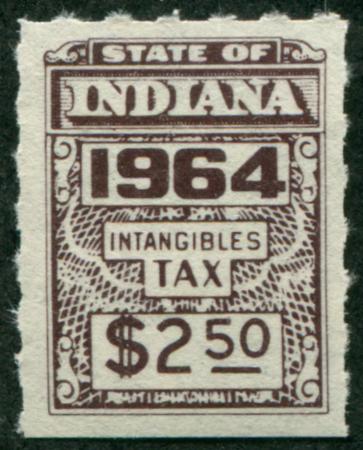 STATE OF
INDIANA
1964
INTANGIBLES
TAX
$2 50